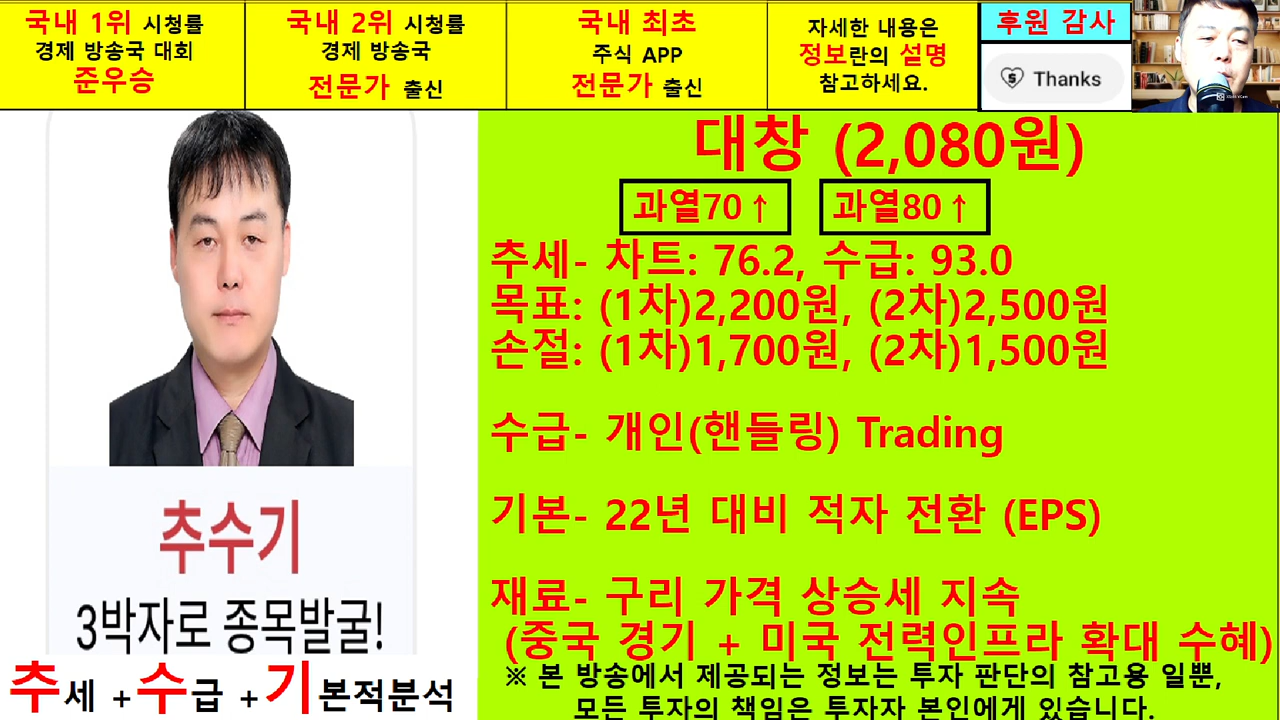 국내 1위 시청률
경제 방송국 대회
준우승
국내 2위 시청률
경제 방송국
전문가 출신
국내 최초
주식 APP
전문가 출신
자세한 내용은
정보란의 설명
참고하세요.
후원 감사
Thanks
대창 (2,080원)
과열70↑ 과열80↑
추세- 차트: 76.2, 수급: 93.0
목표: (1차)2,200원, (2차)2,500원
손절: (1차)1,700원, (2차)1,500원
수급- 개인(핸들링) Trading
기본- 22년 대비 적자 전환 (EPS)
재료- 구리 가격 상승세 지속
(중국 경기 + 미국 전력인프라 확대 수혜)
※ 본 방송에서 제공되는 정보는 투자 판단의 참고용 일뿐,
모든 투자의 책임은 투자자 본인에게 있습니다.
추수기
3박자로 종목발굴!
추세 +수급 +기본적분석